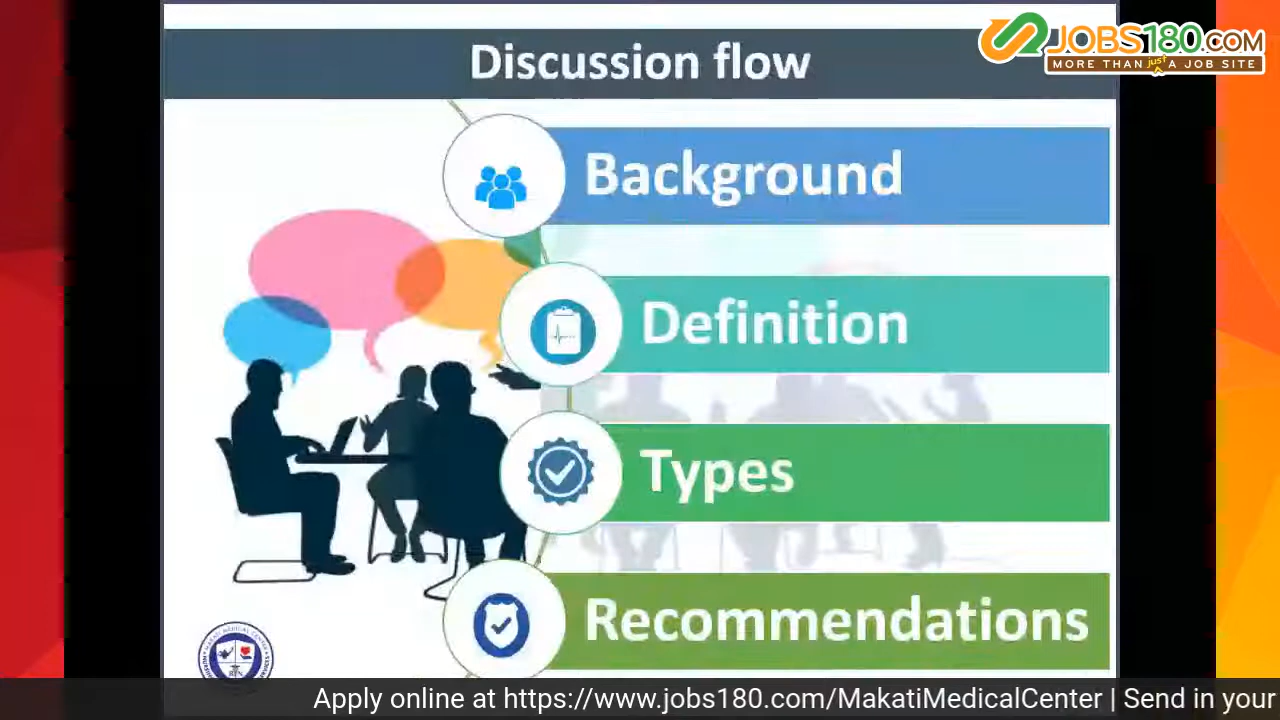 Discussion flow
JOBS180.COM
MORE THAN just A JOB SITE
Background
Definition
Types
Recommendations
Apply online at https://www.jobs180.com/MakatiMedicalCenter | Send in your